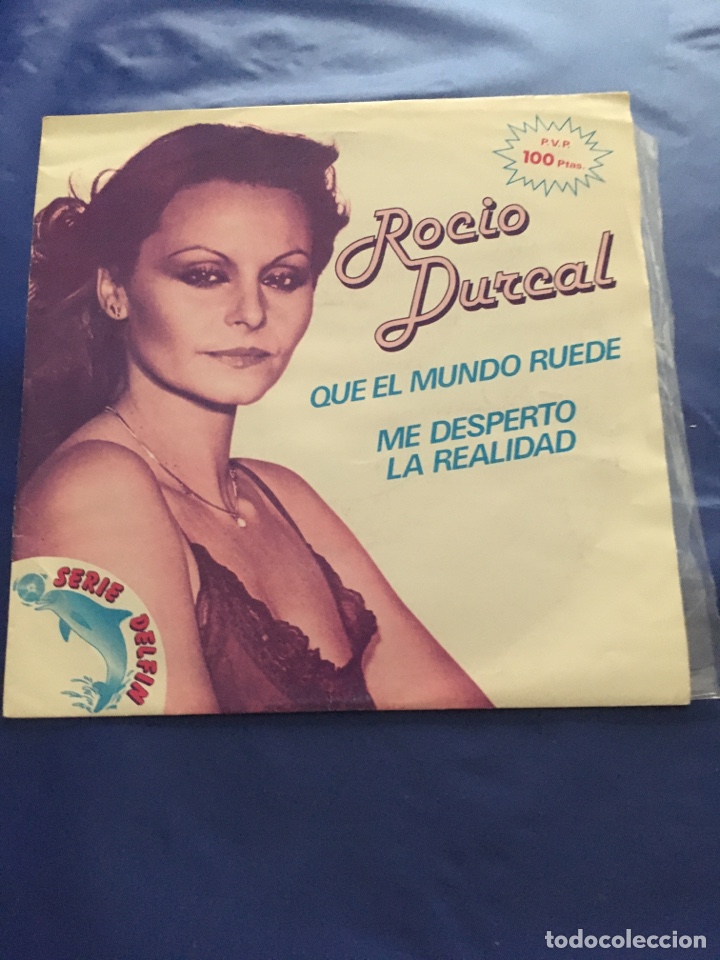 P.V.P.
100 Ptas.
Rocio
Durcal
QUE EL MUNDO RUEDE
ME DESPERTO
LA REALIDAD
SERIE DELFIN
todocoleccion